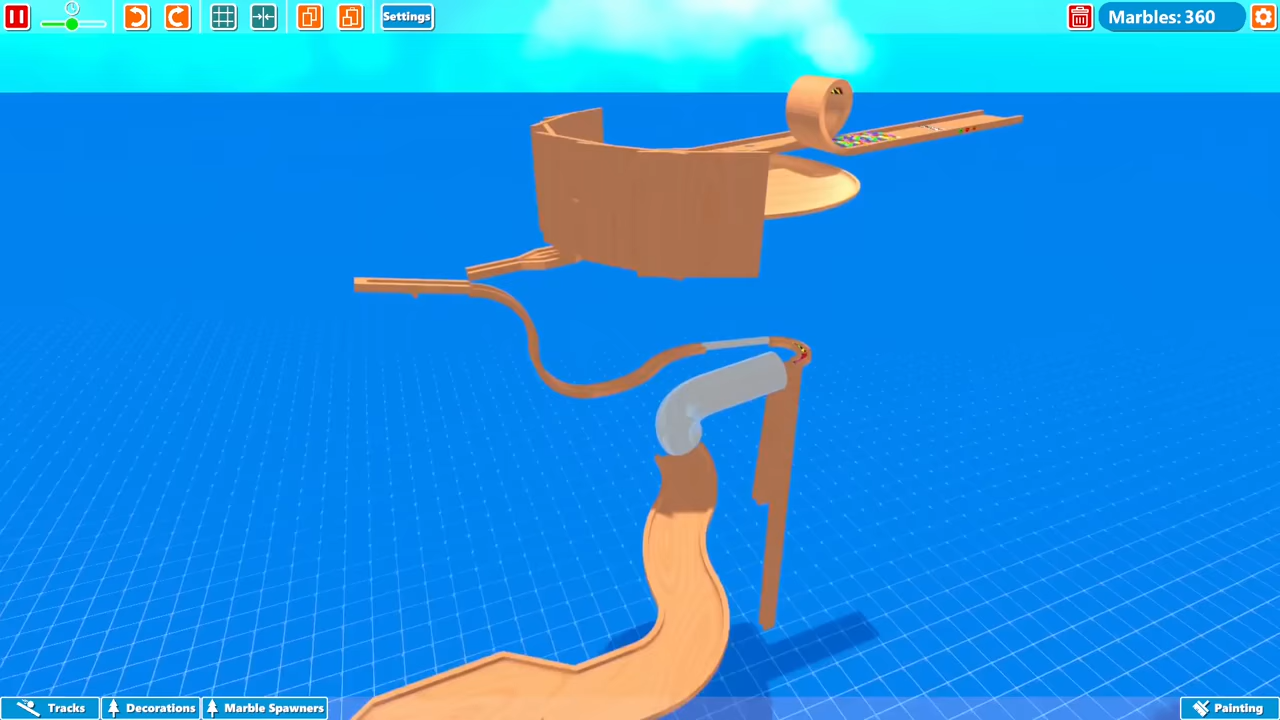 Settings
Marbles: 360
Tracks
Decorations
Marble Spawners
Painting